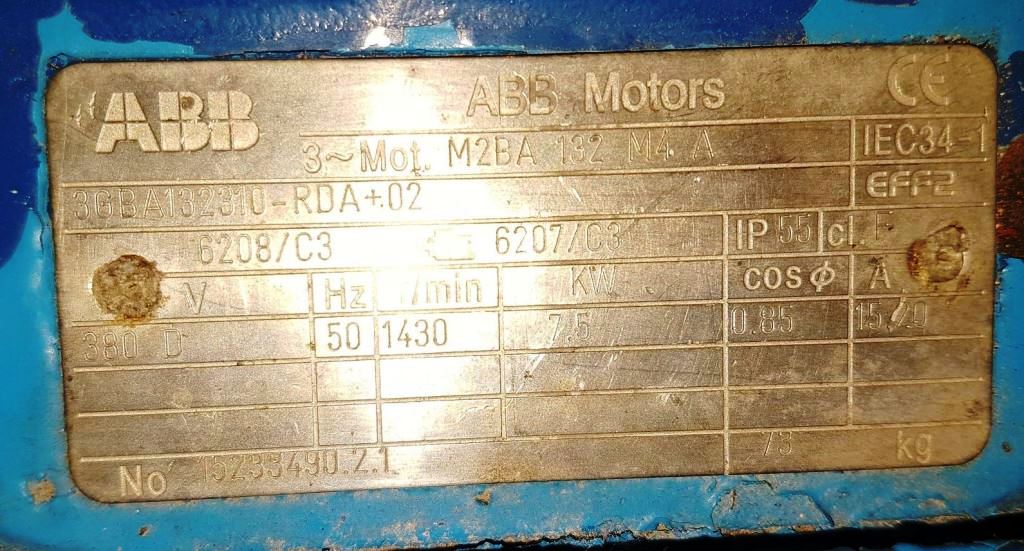 ABB ABB Motors CE
3~Mot. M2BA 132 M4 A IEC34-1
3GBA132310-RDA+02 EFF2
6208/C3 6207/C3 IP 55 cl. F
V Hz r/min KW cos ϕ A
380 D 50 1430 7.5 0.85 15,20
No 15233490.2.1 73 kg